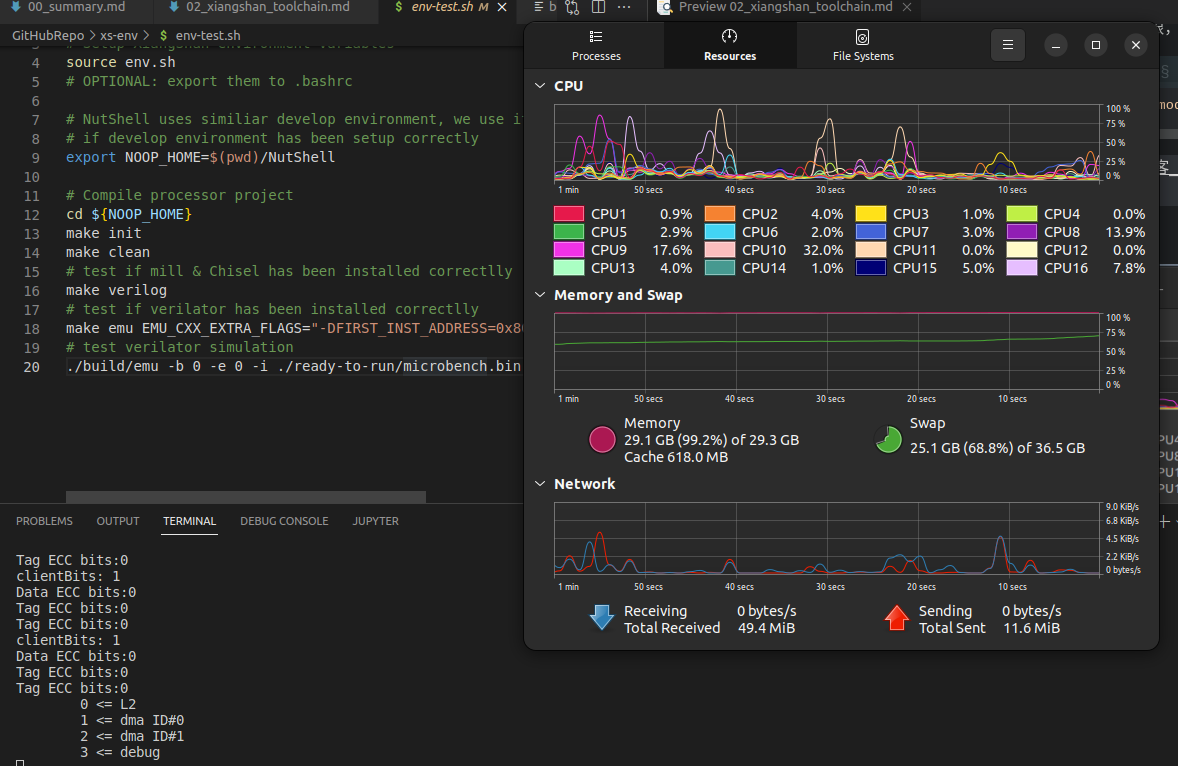 00_summary.md
02_xiangshan_toolchain.md
$ env-test.sh M
b
Preview 02_xiangshan_toolchain.md
GitHubRepo > xs-env > $ env-test.sh
4 source env.sh
5 # OPTIONAL: export them to .bashrc
6
7 # NutShell uses similiar develop environment, we use i
8 # if develop environment has been setup correctly
9 export NOOP_HOME=$(pwd)/NutShell
10
11 # Compile processor project
12 cd ${NOOP_HOME}
13 make init
14 make clean
15 # test if mill & Chisel has been installed correctlly
16 make verilog
17 # test if verilator has been installed correctlly
18 make emu EMU_CXX_EXTRA_FLAGS="-DFIRST_INST_ADDRESS=0x8
19 # test verilator simulation
20 ./build/emu -b 0 -e 0 -i ./ready-to-run/microbench.bin
PROBLEMS OUTPUT TERMINAL DEBUG CONSOLE JUPYTER
Tag ECC bits:0
clientBits: 1
Data ECC bits:0
Tag ECC bits:0
Tag ECC bits:0
clientBits: 1
Data ECC bits:0
Tag ECC bits:0
Tag ECC bits:0
0 <= L2
1 <= dma ID#0
2 <= dma ID#1
3 <= debug
Processes Resources File Systems
CPU
100 %
75 %
50 %
25 %
0 %
1 min 50 secs 40 secs 30 secs 20 secs 10 secs
CPU1 0.9% CPU2 4.0% CPU3 1.0% CPU4 0.0%
CPU5 2.9% CPU6 2.0% CPU7 3.0% CPU8 13.9%
CPU9 17.6% CPU10 32.0% CPU11 0.0% CPU12 0.0%
CPU13 4.0% CPU14 1.0% CPU15 5.0% CPU16 7.8%
Memory and Swap
100 %
75 %
50 %
25 %
0 %
1 min 50 secs 40 secs 30 secs 20 secs 10 secs
Memory
29.1 GB (99.2%) of 29.3 GB
Cache 618.0 MB
Swap
25.1 GB (68.8%) of 36.5 GB
Network
9.0 KiB/s
6.8 KiB/s
4.5 KiB/s
2.2 KiB/s
0 bytes/s
1 min 50 secs 40 secs 30 secs 20 secs 10 secs
Receiving 0 bytes/s
Total Received 49.4 MiB
Sending 0 bytes/s
Total Sent 11.6 MiB